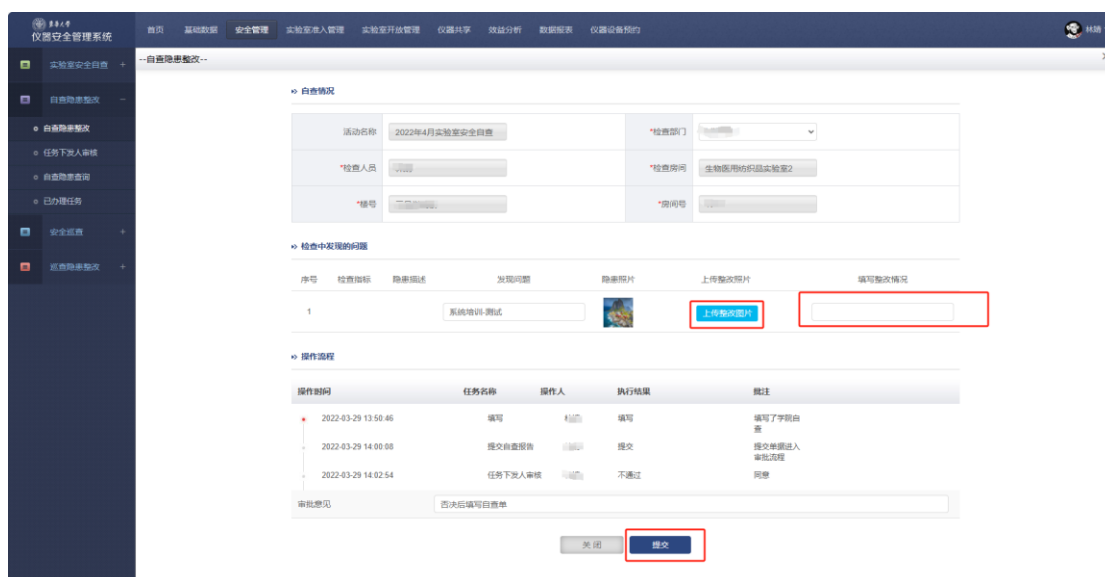 仪器安全管理系统
首页 基础数据 安全管理 实验室准入管理 实验室开放管理 仪器共享 效益分析 数据报表 仪器设备预约
实验室安全自查 +
自查隐患整改 −
自查隐患整改
任务下发人审核
自查隐患查询
已办理任务
安全巡查 +
巡查隐患整改 +
--自查隐患整改--
自查情况
活动名称 2022年4月实验室安全自查 *检查部门
*检查人员 *检查房间 生物医用纺织品实验室2
*楼号 *房间号
检查中发现的问题
序号 检查指标 隐患描述 发现问题 隐患照片 上传整改照片 填写整改情况
1 系统培训-测试 上传整改图片
操作流程
操作时间 任务名称 操作人 执行结果 批注
2022-03-29 13:50:46 填写 填写 填写了学院自
查
2022-03-29 14:00:08 提交自查报告 提交 提交单据进入
审批流程
2022-03-29 14:02:54 任务下发人审核 不通过 同意
审批意见 否决后填写自查单
关闭 提交